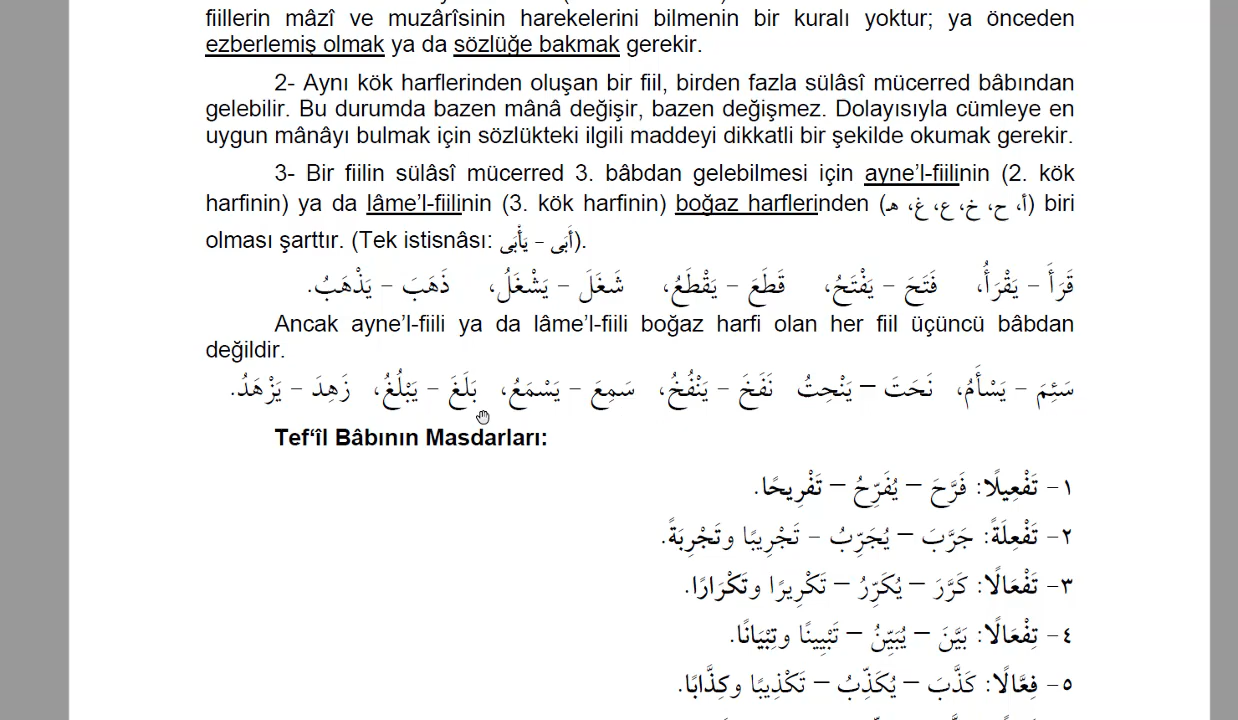 fiillerin mâzî ve muzârîsinin harekelerini bilmenin bir kuralı yoktur; ya önceden
ezberlemiş olmak ya da sözlüğe bakmak gerekir.
2- Aynı kök harflerinden oluşan bir fiil, birden fazla sülâsî mücerred bâbından
gelebilir. Bu durumda bazen mânâ değişir, bazen değişmez. Dolayısıyla cümleye en
uygun mânâyı bulmak için sözlükteki ilgili maddeyi dikkatli bir şekilde okumak gerekir.
3- Bir fiilin sülâsî mücerred 3. bâbdan gelebilmesi için ayne’l-fiilinin (2. kök
harfinin) ya da lâme’l-fiilinin (3. kök harfinin) boğaz harflerinden (أ، ح، خ، ع، غ، هـ) biri
olması şarttır. (Tek istisnâsı: أَبَى – يَأْبَى).
قَرَأَ – يَقْرَأُ، فَتَحَ – يَفْتَحُ، قَطَعَ – يَقْطَعُ، شَغَلَ – يَشْغَلُ، ذَهَبَ – يَذْهَبُ.
Ancak ayne’l-fiili ya da lâme’l-fiili boğaz harfi olan her fiil üçüncü bâbdan
değildir.
سَئِمَ – يَسْأَمُ، نَحَتَ – يَنْحِتُ نَفَخَ – يَنْفُخُ، سَمِعَ – يَسْمَعُ، بَلَغَ – يَبْلُغُ، زَهِدَ – يَزْهَدُ.
Tef‘îl Bâbının Masdarları:
١- تَفْعِيلًا: فَرَّحَ – يُفَرِّحُ – تَفْرِيحًا.
٢- تَفْعِلَةً: جَرَّبَ – يُجَرِّبُ – تَجْرِيبًا وتَجْرِبَةً.
٣- تَفْعَالًا: كَرَّرَ – يُكَرِّرُ – تَكْرِيرًا وتَكْرَارًا.
٤- تِفْعَالًا: بَيَّنَ – يُبَيِّنُ – تَبْيِينًا وتِبْيَانًا.
٥- فِعَّالًا: كَذَّبَ – يُكَذِّبُ – تَكْذِيبًا وكِذَّابًا.